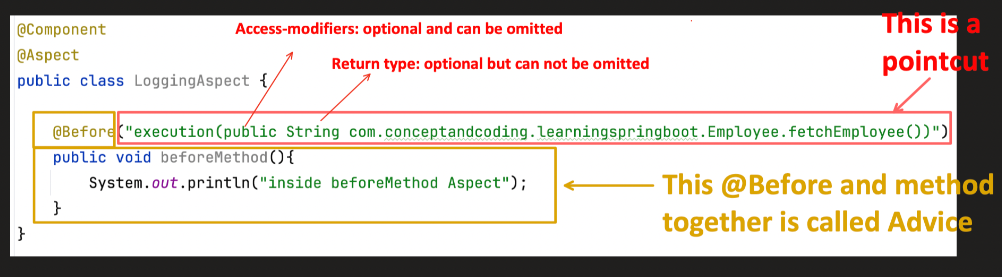 @Component
Access-modifiers: optional and can be omitted
This is a
pointcut
@Aspect
Return type: optional but can not be omitted
public class LoggingAspect {
@Before("execution(public String com.conceptandcoding.learningspringboot.Employee.fetchEmployee())")
public void beforeMethod(){
System.out.println("inside beforeMethod Aspect");
}
This @Before and method
together is called Advice
}